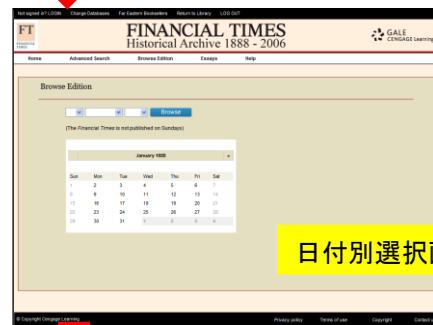 Not signed in? LOGIN Change Databases Far Eastern Booksellers Return to Library LOG OUT
FT
FINANCIAL TIMES
FINANCIAL TIMES
Historical Archive 1888 - 2006
GALE
CENGAGE Learning
Home Advanced Search Browse Edition Essays Help
Browse Edition
Browse
(The Financial Times is not published on Sundays)
January 1888
Sun Mon Tue Wed Thu Fri Sat
1 2 3 4 5 6 7
8 9 10 11 12 13 14
15 16 17 18 19 20 21
22 23 24 25 26 27 28
29 30 31 1 2 3 4
日付別選択
© Copyright Cengage Learning Privacy policy Terms of use Copyright Contact u